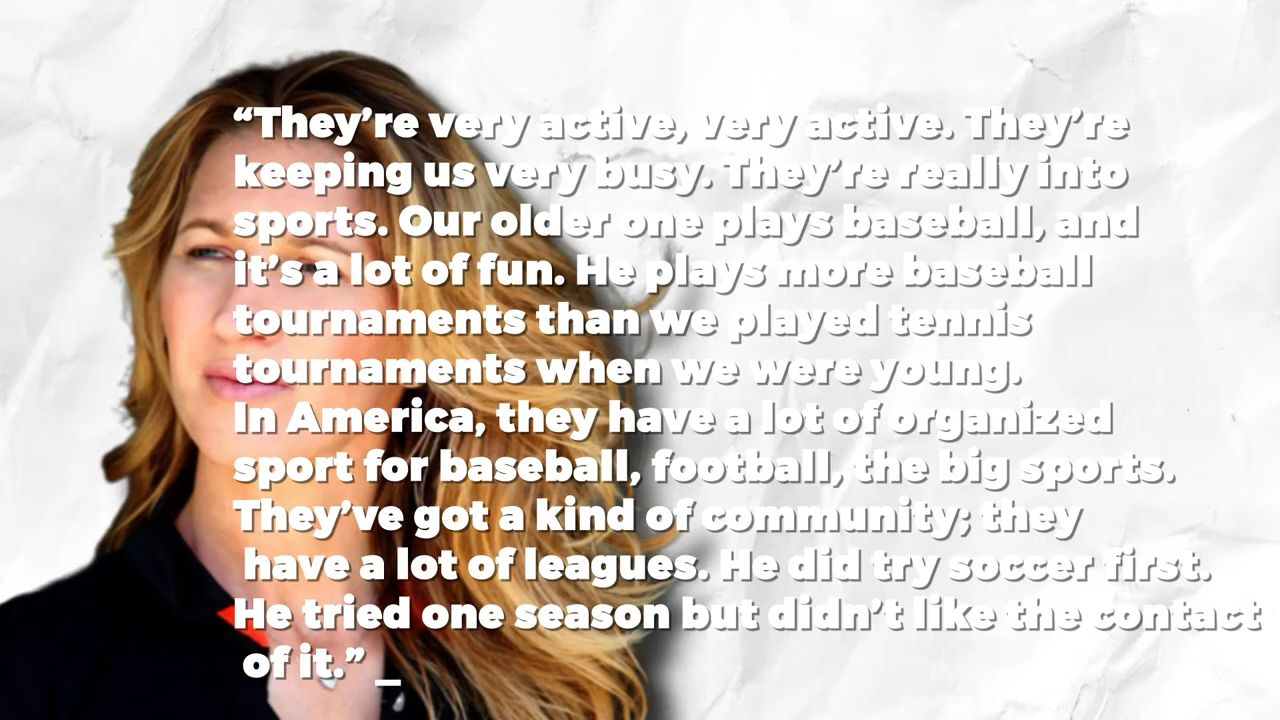 “They’re very active, very active. They’re
keeping us very busy. They’re really into
sports. Our older one plays baseball, and
it’s a lot of fun. He plays more baseball
tournaments than we played tennis
tournaments when we were young.
In America, they have a lot of organized
sport for baseball, football, the big sports.
They’ve got a kind of community; they
have a lot of leagues. He did try soccer first.
He tried one season but didn’t like the contact
of it.” _